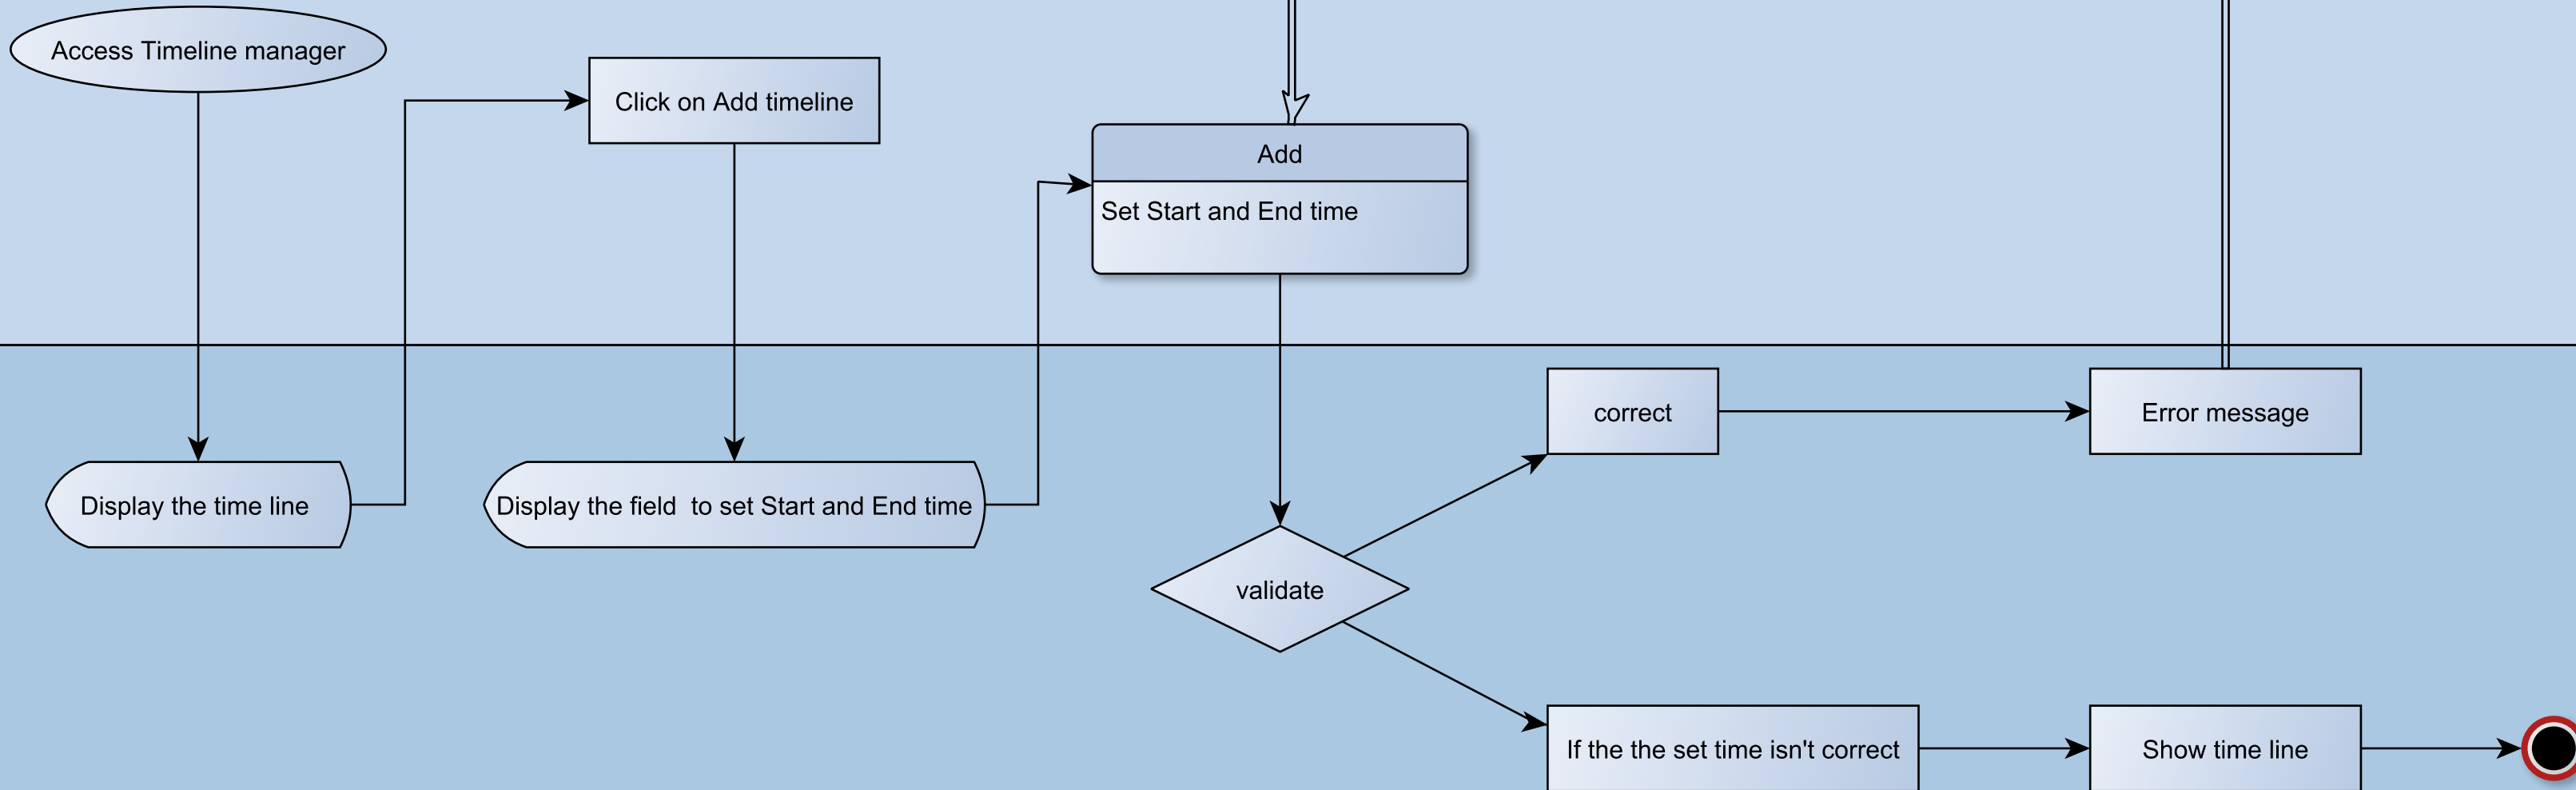 Access Timeline manager
Click on Add timeline
Add
Set Start and End time
Display the time line
Display the field  to set Start and End time
validate
correct
Error message
If the the set time isn't correct
Show time line